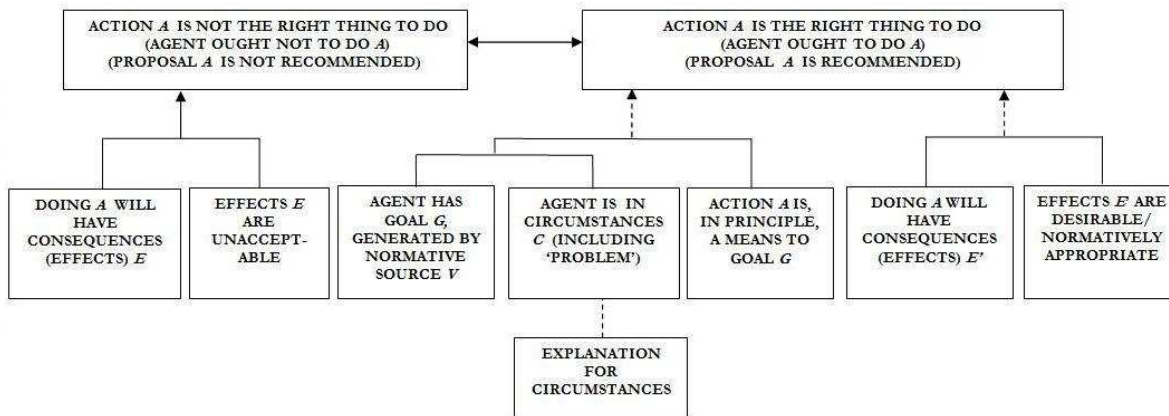 ACTION A IS NOT THE RIGHT THING TO DO
(AGENT OUGHT NOT TO DO A)
(PROPOSAL A IS NOT RECOMMENDED)
ACTION A IS THE RIGHT THING TO DO
(AGENT OUGHT TO DO A)
(PROPOSAL A IS RECOMMENDED)
DOING A WILL
HAVE
CONSEQUENCES
(EFFECTS) E
EFFECTS E
ARE
UNACCEPT-
ABLE
AGENT HAS
GOAL G,
GENERATED BY
NORMATIVE
SOURCE V
AGENT IS IN
CIRCUMSTANCES
C (INCLUDING
‘PROBLEM’)
ACTION A IS,
IN PRINCIPLE,
A MEANS TO
GOAL G
DOING A WILL
HAVE
CONSEQUENCES
(EFFECTS) E’
EFFECTS E’ ARE
DESIRABLE/
NORMATIVELY
APPROPRIATE
EXPLANATION
FOR
CIRCUMSTANCES